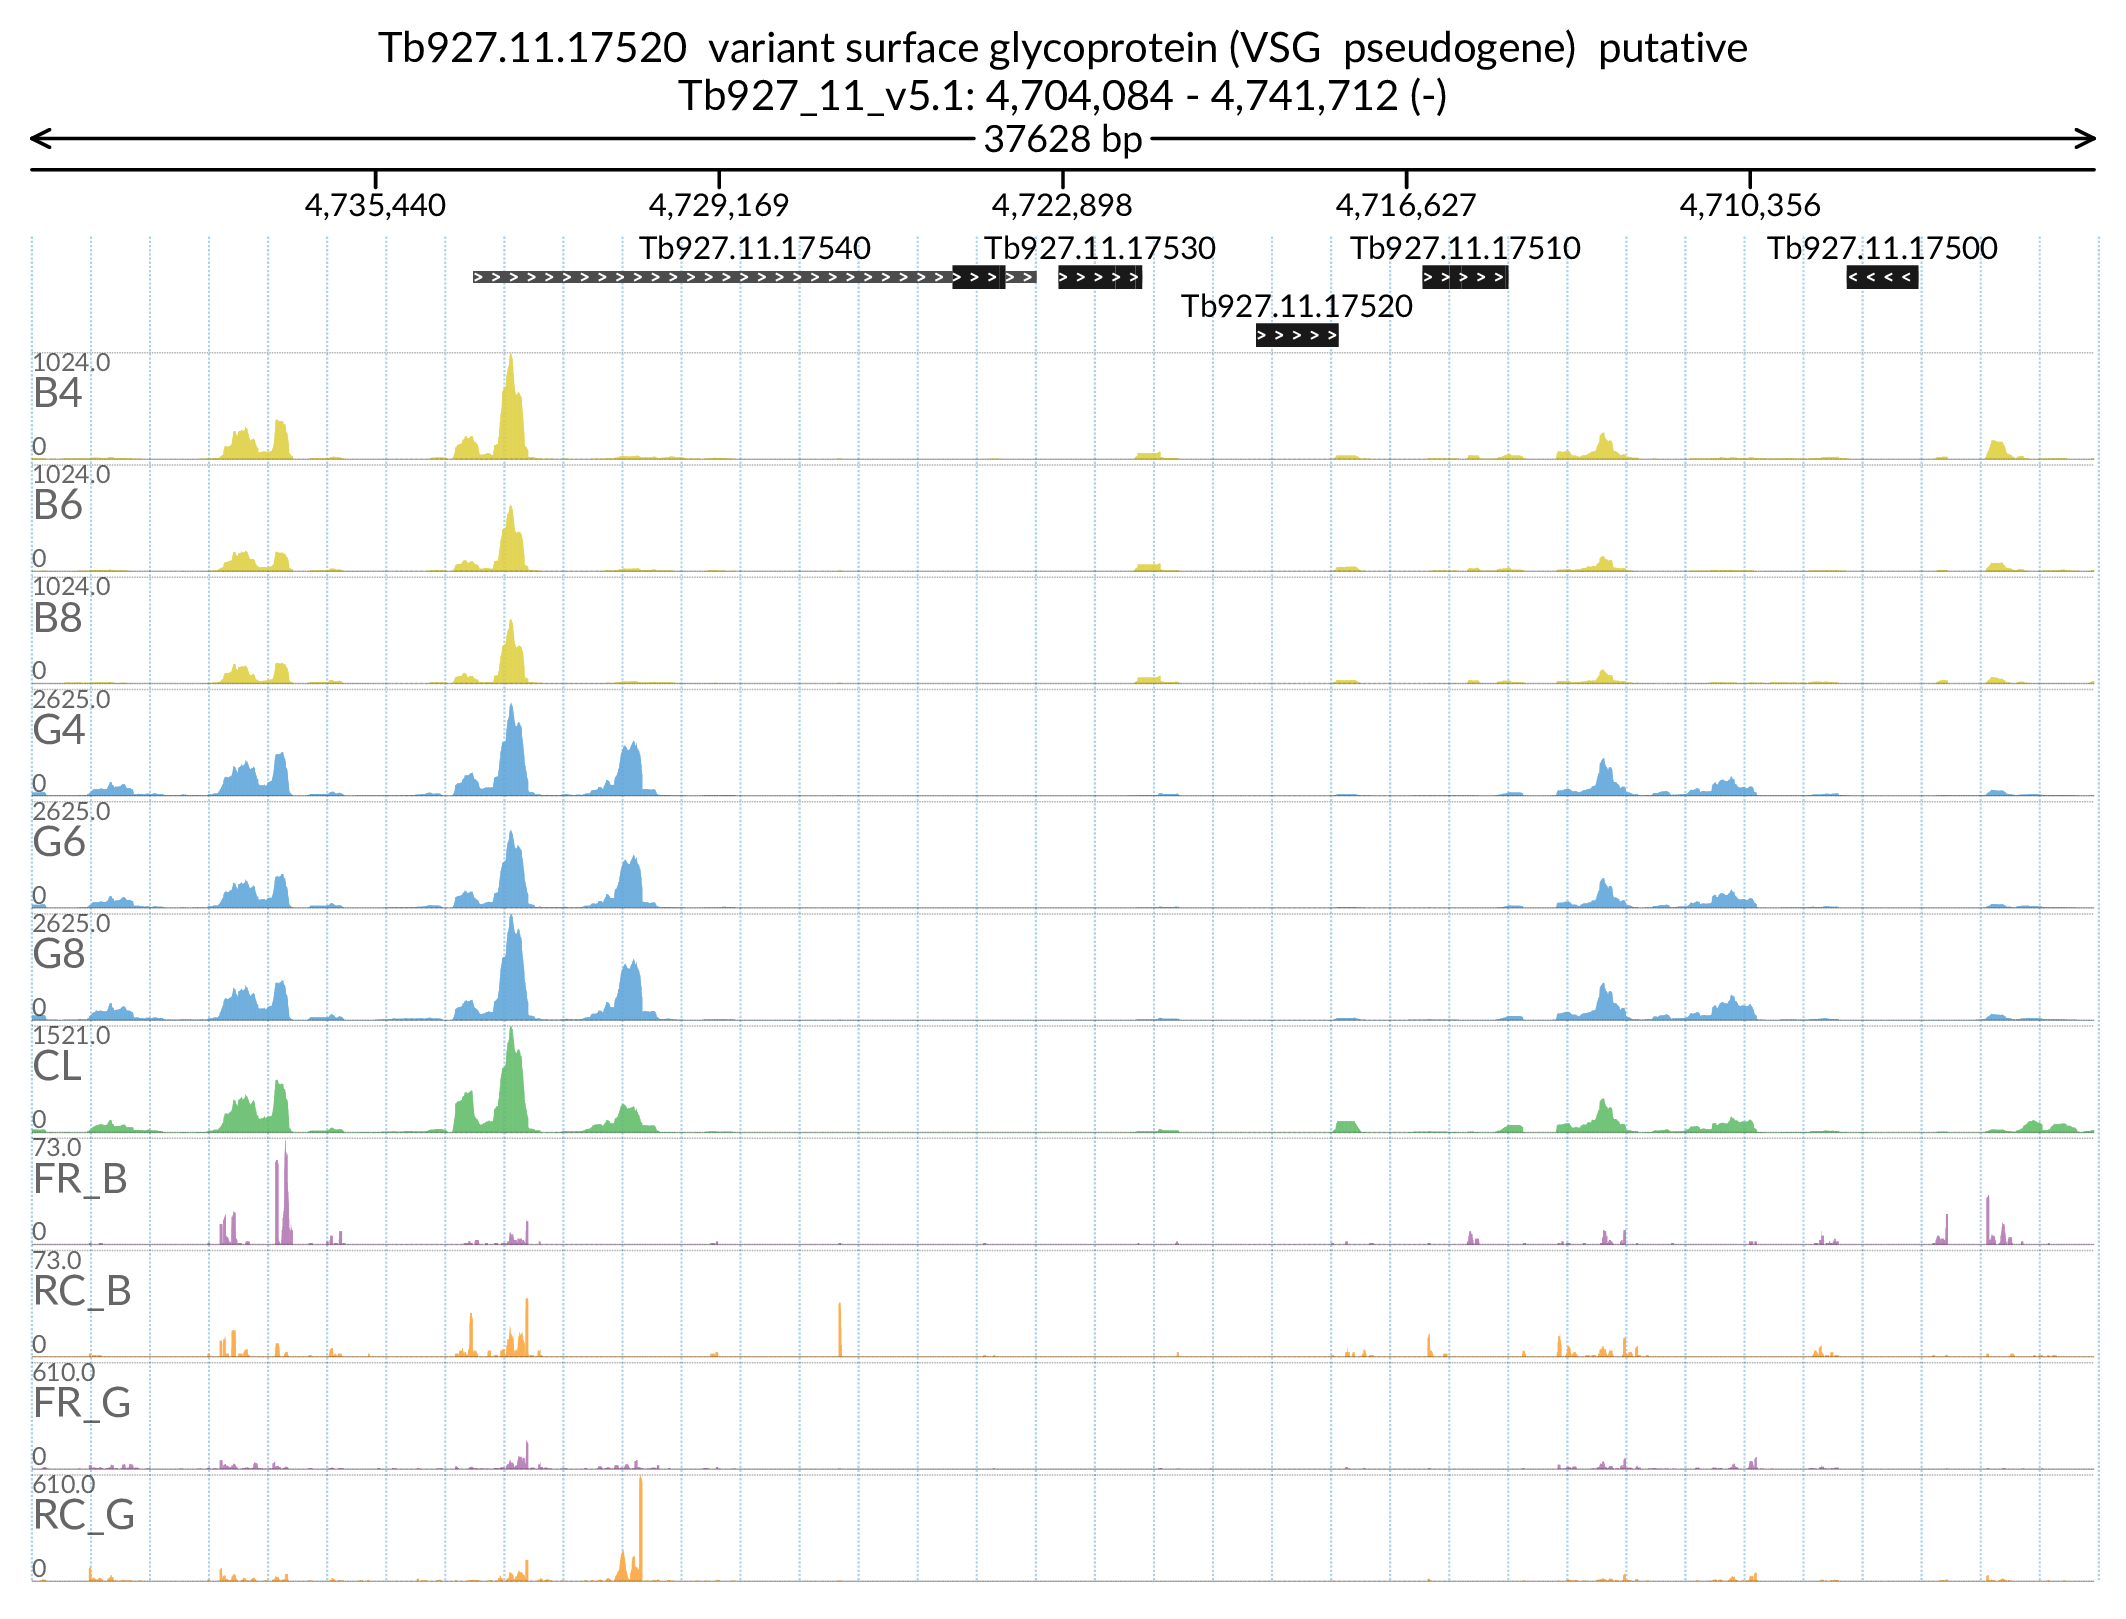 Tb927.11.17520 variant surface glycoprotein (VSG pseudogene) putative
Tb927_11_v5.1: 4,704,084 - 4,741,712 (-)
37628 bp
4,735,440 4,729,169 4,722,898 4,716,627 4,710,356
Tb927.11.17540 Tb927.11.17530 Tb927.11.17510 Tb927.11.17500
Tb927.11.17520
1024.0
B4
0
1024.0
B6
0
1024.0
B8
0
2625.0
G4
0
2625.0
G6
0
2625.0
G8
0
1521.0
CL
0
73.0
FR_B
0
73.0
RC_B
0
610.0
FR_G
0
610.0
RC_G
0